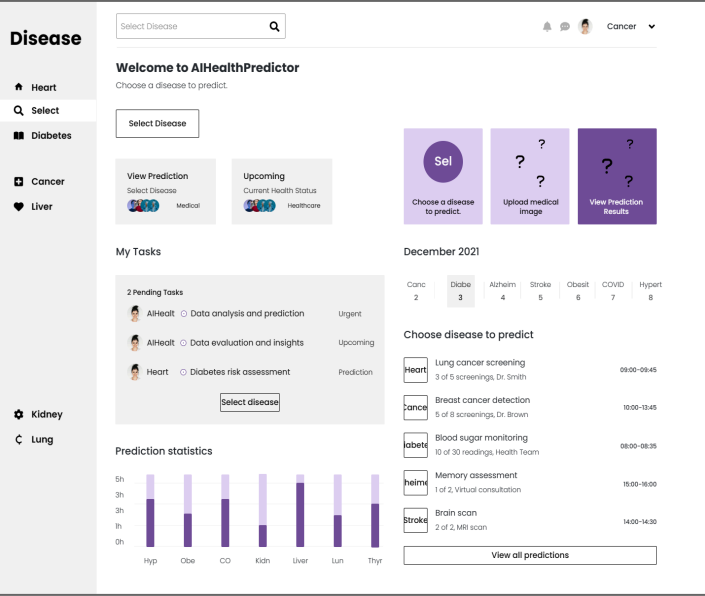 Disease
Heart
Select
Diabetes
Cancer
Liver
Kidney
Lung
Select Disease
Cancer
Welcome to AIHealthPredictor
Choose a disease to predict.
Select Disease
View Prediction
Select Disease
Medical
Upcoming
Current Health Status
Healthcare
Sel
Choose a disease
to predict.
?
?
?
Upload medical
image
?
?
?
View Prediction
Results
My Tasks
2 Pending Tasks
AIHealt Data analysis and prediction Urgent
AIHealt Data evaluation and insights Upcoming
Heart Diabetes risk assessment Prediction
Select disease
Prediction statistics
5h
3h
3h
1h
0h
Hyp Obe CO Kidn Liver Lun Thyr
December 2021
Canc Diabe Alzheim Stroke Obesit COVID Hypert
2 3 4 5 6 7 8
Choose disease to predict
Heart
Lung cancer screening
3 of 5 screenings, Dr. Smith
09:00-09:45
Cance
Breast cancer detection
5 of 8 screenings, Dr. Brown
10:00-13:45
iabete
Blood sugar monitoring
10 of 30 readings, Health Team
08:00-08:35
heime
Memory assessment
1 of 2, Virtual consultation
15:00-16:00
Stroke
Brain scan
2 of 2, MRI scan
14:00-14:30
View all predictions